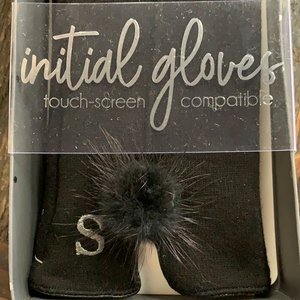 initial gloves
touch-screen compatible
S